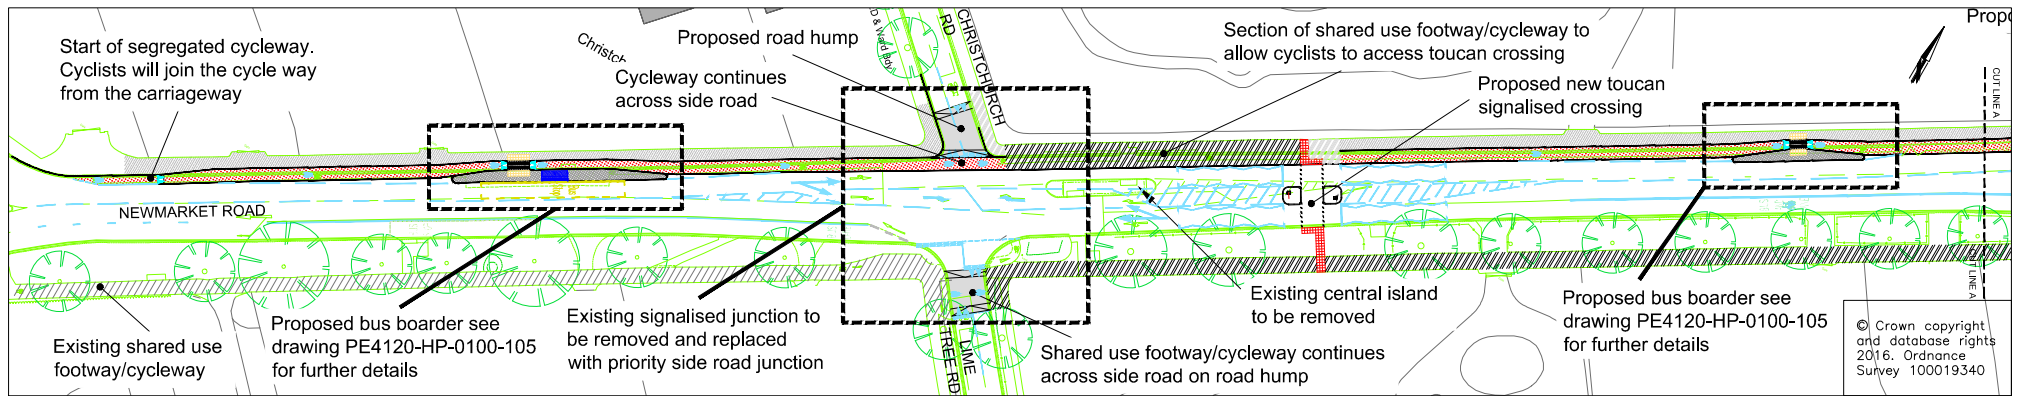 Start of segregated cycleway.
Cyclists will join the cycle way
from the carriageway
Proposed road hump
Cycleway continues
across side road
CHRISTCHURCH
RD
Section of shared use footway/cycleway to
allow cyclists to access toucan crossing
Proposed new toucan
signalised crossing
CUT LINE A
NEWMARKET ROAD
Existing shared use
footway/cycleway
Proposed bus boarder see
drawing PE4120-HP-0100-105
for further details
Existing signalised junction to
be removed and replaced
with priority side road junction
LIME
TREE RD
Shared use footway/cycleway continues
across side road on road hump
Existing central island
to be removed
Proposed bus boarder see
drawing PE4120-HP-0100-105
for further details
© Crown copyright
and database rights
2016. Ordnance
Survey 100019340